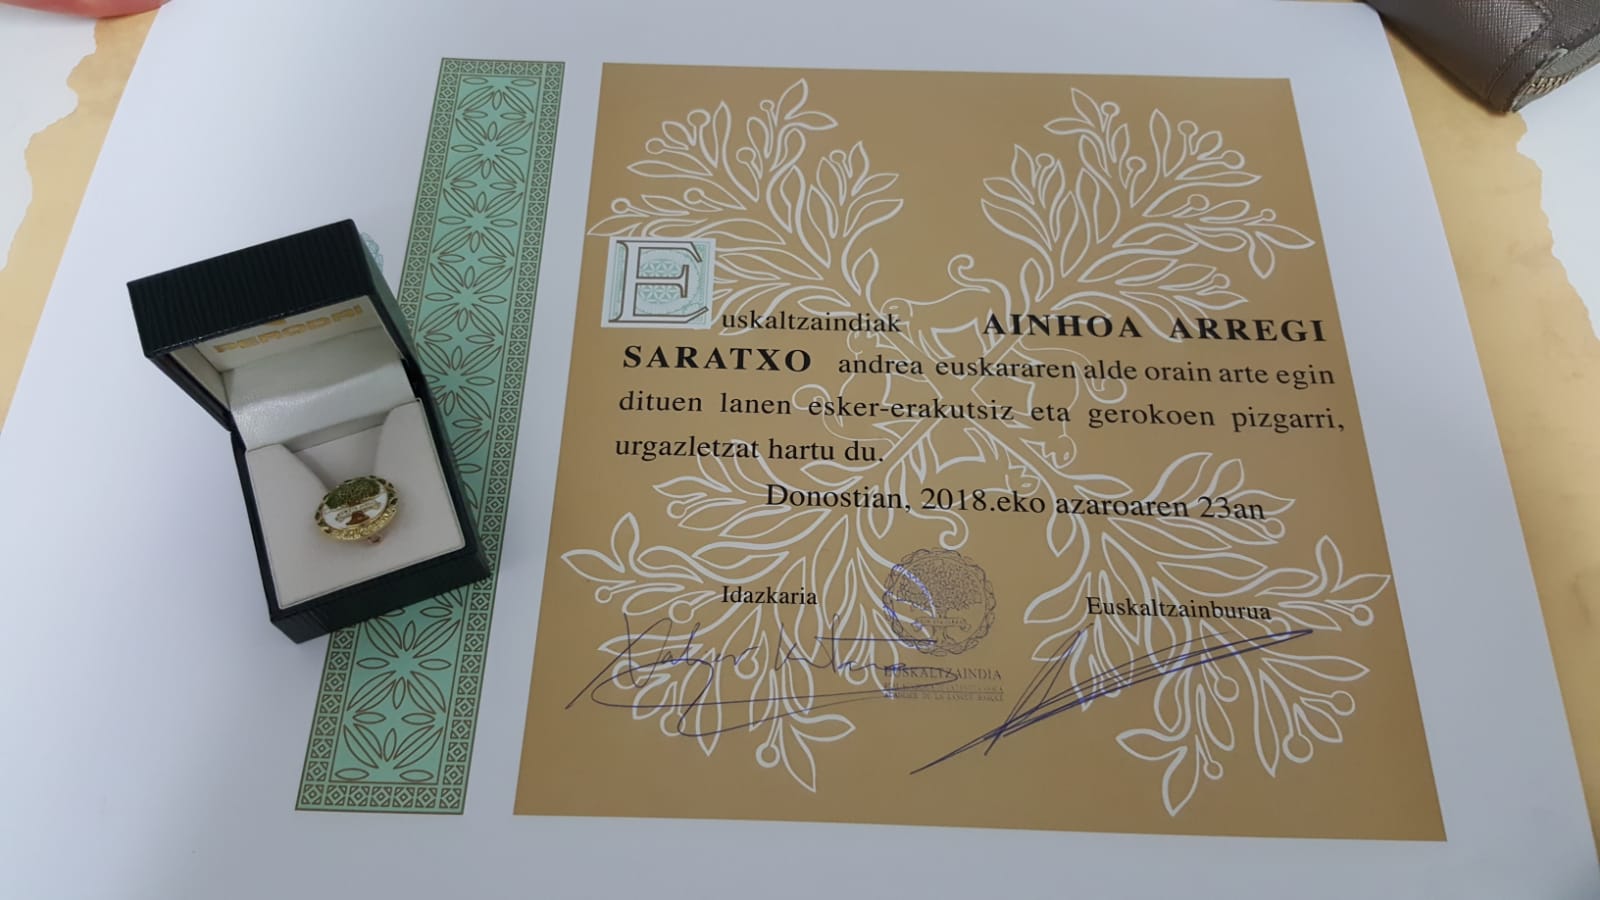 PERODRI
Euskaltzaindiak AINHOA ARREGI
SARATXO andrea euskararen alde orain arte egin
dituen lanen esker-erakutsiz eta gerokoen pizgarri,
urgazletzat hartu du.
Donostian, 2018.eko azaroaren 23an
Idazkaria
Euskaltzainburua
EUSKALTZAINDIA